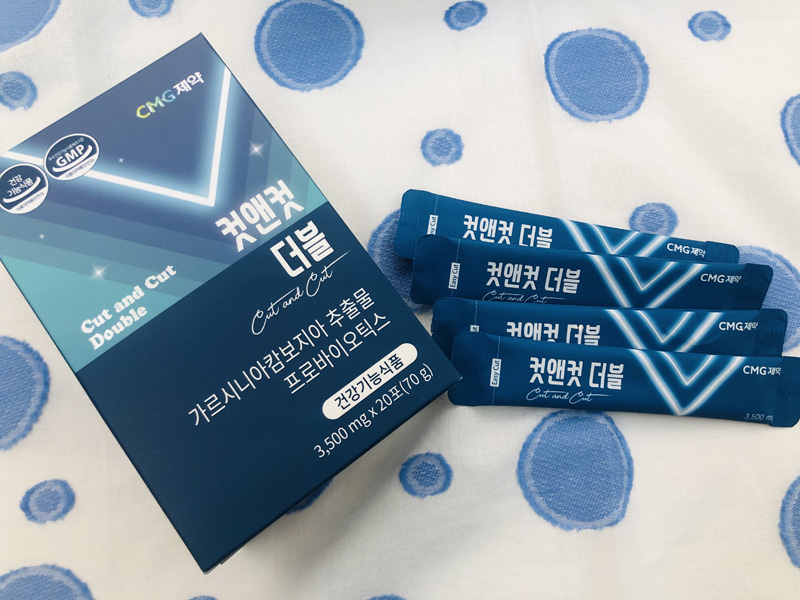 CMG제약
GMP
건강
기능식품
컷앤컷
더블
Cut and Cut
Cut and Cut
Double
가르시니아캄보지아 추출물
프로바이오틱스
건강기능식품
3,500 mg x 20포(70 g)
Cut
컷앤컷 더블
CMG제약
Easy Cut
컷앤컷 더블
Cut and Cut
CMG제약
컷앤컷 더블
CMG제약
Easy Cut
컷앤컷 더블
Cut and Cut
CMG제약
3,500 mg